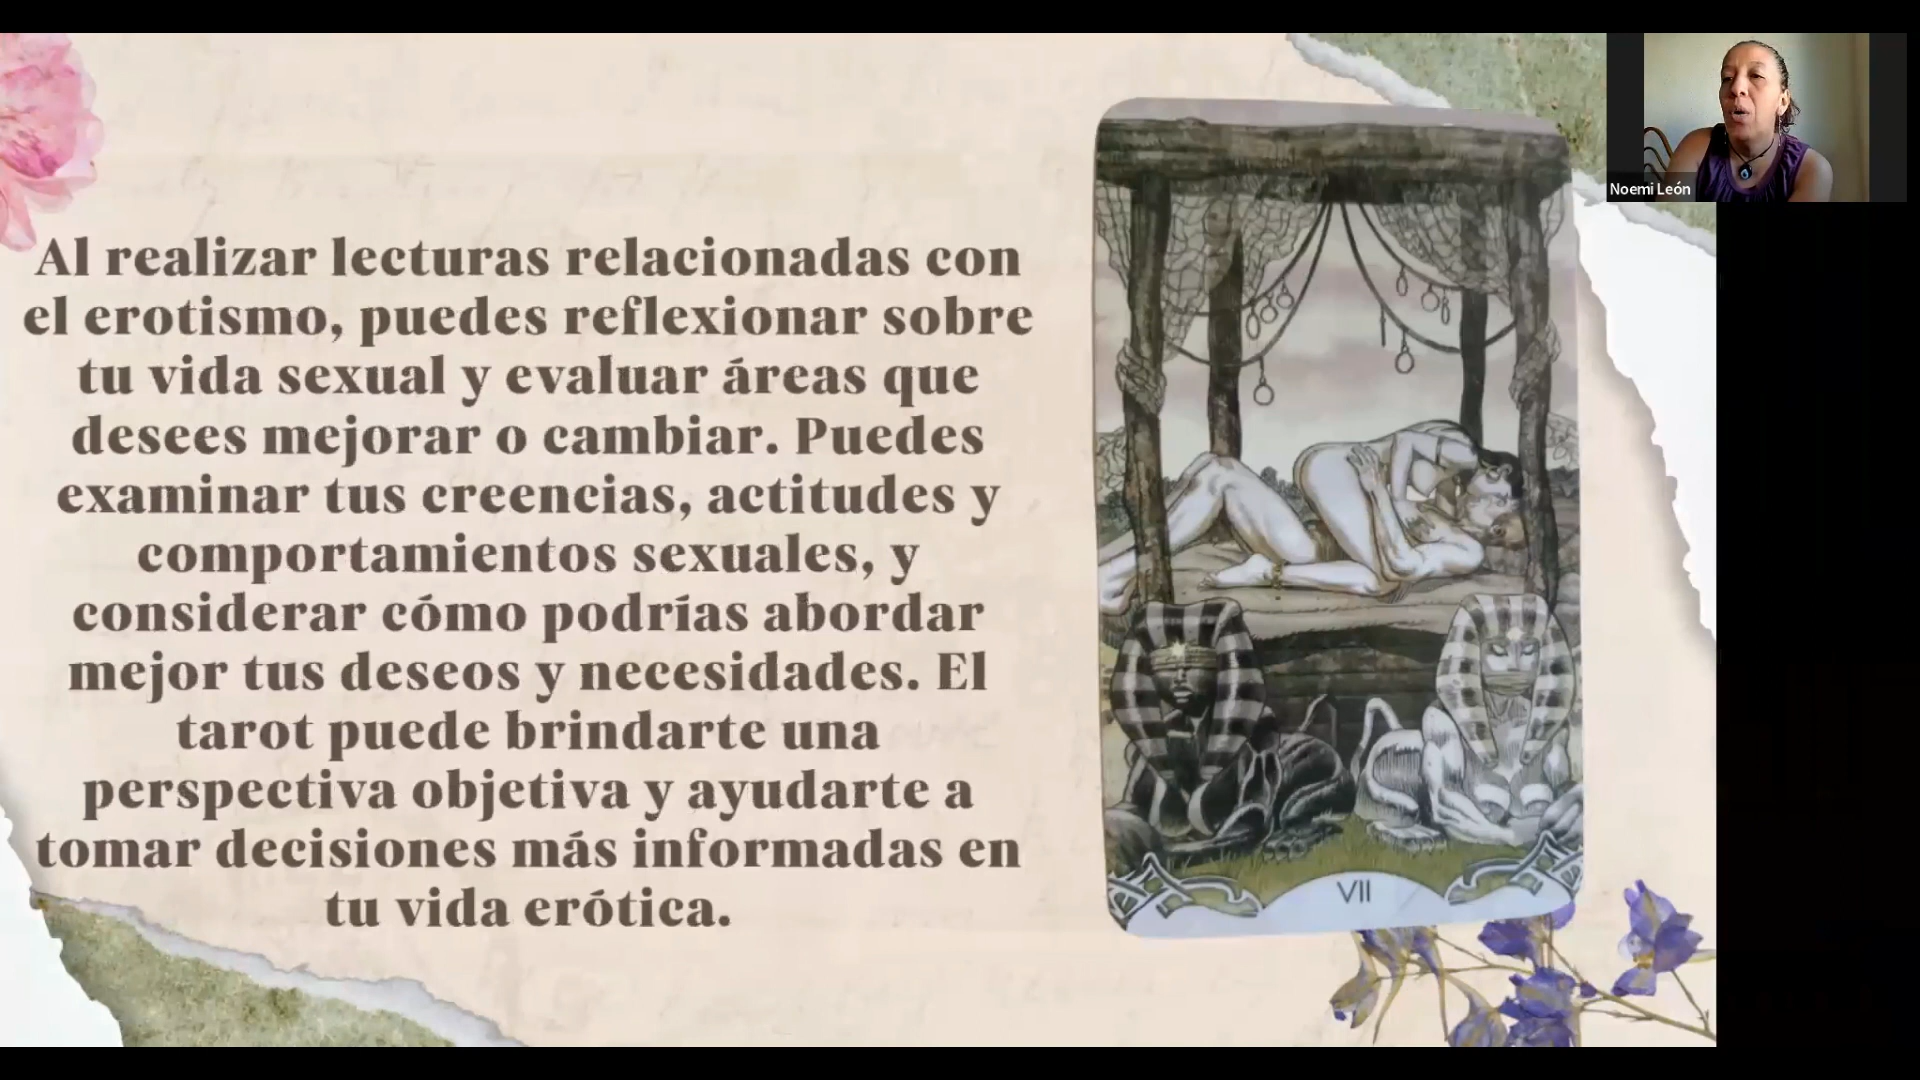 Al realizar lecturas relacionadas con
el erotismo, puedes reflexionar sobre
tu vida sexual y evaluar áreas que
desees mejorar o cambiar. Puedes
examinar tus creencias, actitudes y
comportamientos sexuales, y
considerar cómo podrías abordar
mejor tus deseos y necesidades. El
tarot puede brindarte una
perspectiva objetiva y ayudarte a
tomar decisiones más informadas en
tu vida erótica.
VII
Noemi León